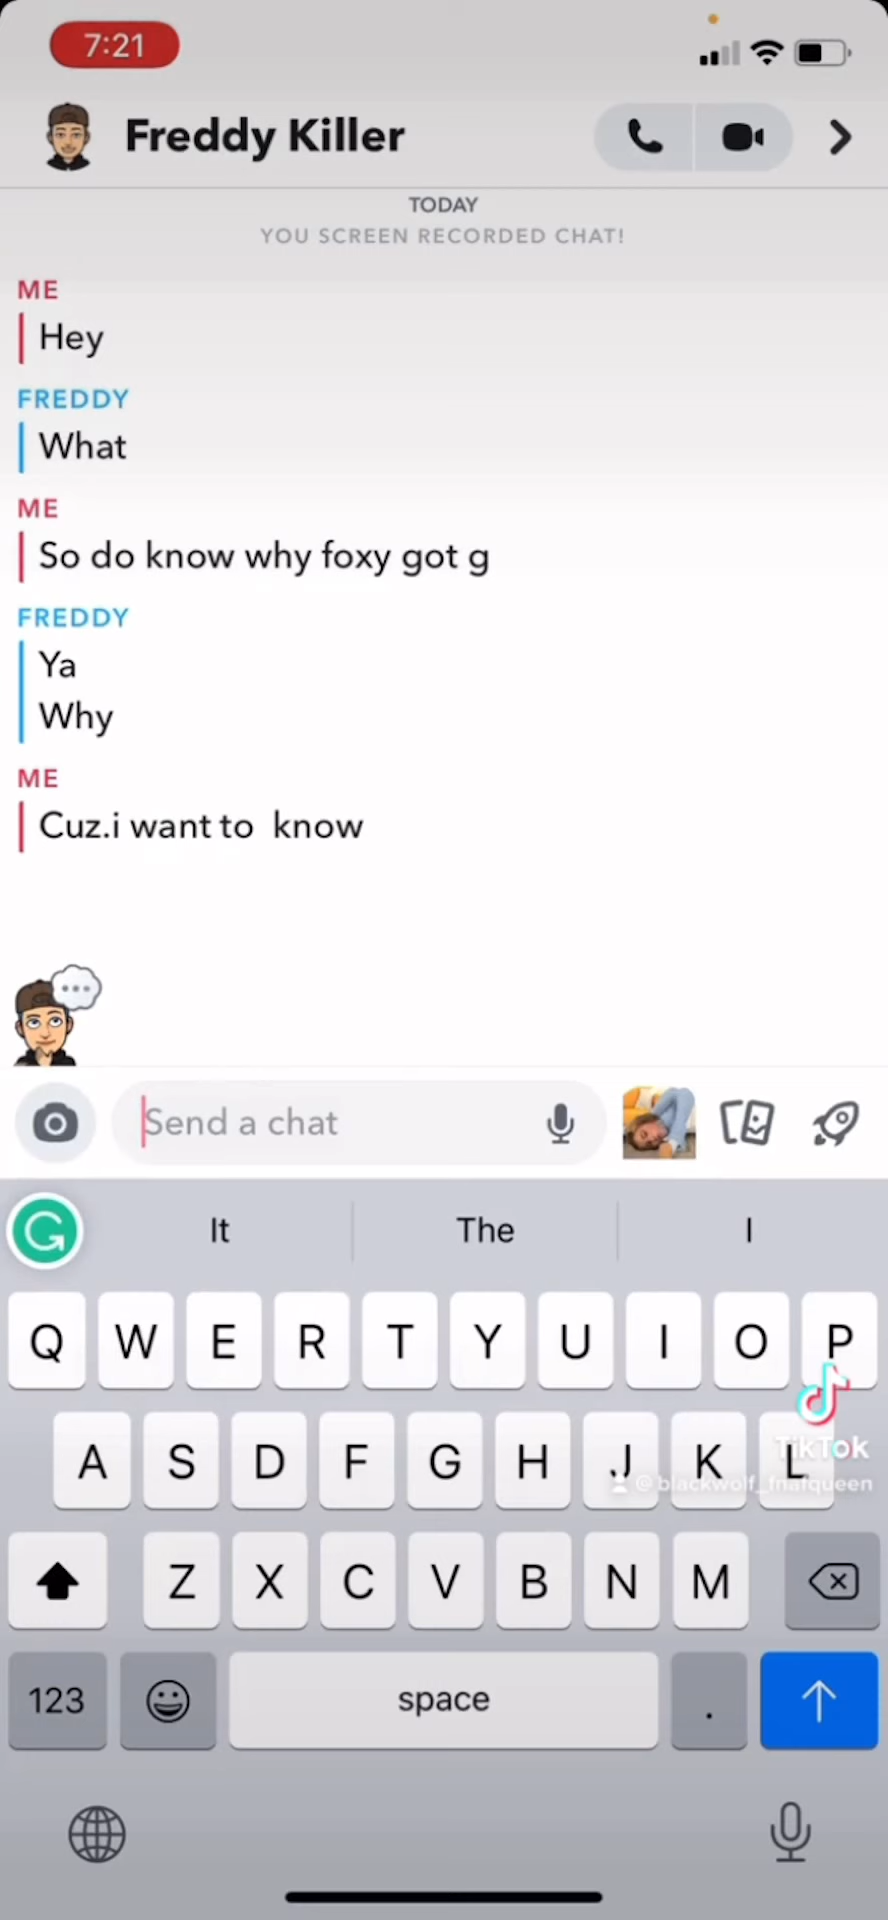 7:21
Freddy Killer
TODAY
YOU SCREEN RECORDED CHAT!
ME
Hey
FREDDY
What
ME
So do know why foxy got g
FREDDY
Ya
Why
ME
Cuz.i want to  know
Send a chat
It The I
Q W E R T Y U I O P
A S D F G H J K L
TikTok
@blackwolf_fnafqueen
Z X C V B N M
123 space .